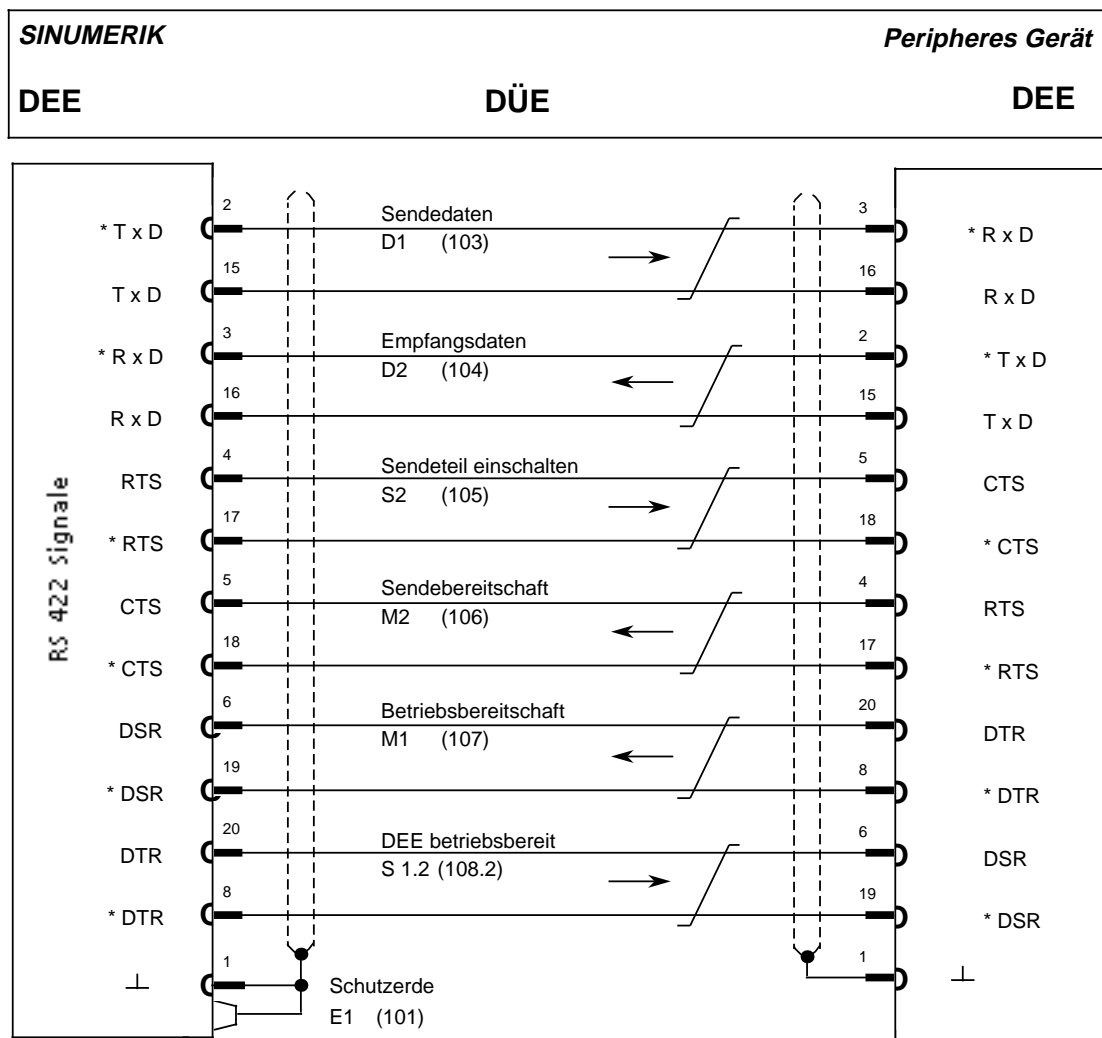 SINUMERIK Peripheres Gerät
DEE DÜE DEE
RS 422 Signale
* T x D 2 Sendedaten 3 * R x D
D1 (103)
T x D 15 16 R x D
* R x D 3 Empfangsdaten 2 * T x D
D2 (104)
R x D 16 15 T x D
RTS 4 Sendeteil einschalten 5 CTS
S2 (105)
* RTS 17 18 * CTS
CTS 5 Sendebereitschaft 4 RTS
M2 (106)
* CTS 18 17 * RTS
DSR 6 Betriebsbereitschaft 20 DTR
M1 (107)
* DSR 19 8 * DTR
DTR 20 DEE betriebsbereit 6 DSR
S 1.2 (108.2)
* DTR 8 19 * DSR
1 Schutzerde 1
E1 (101)